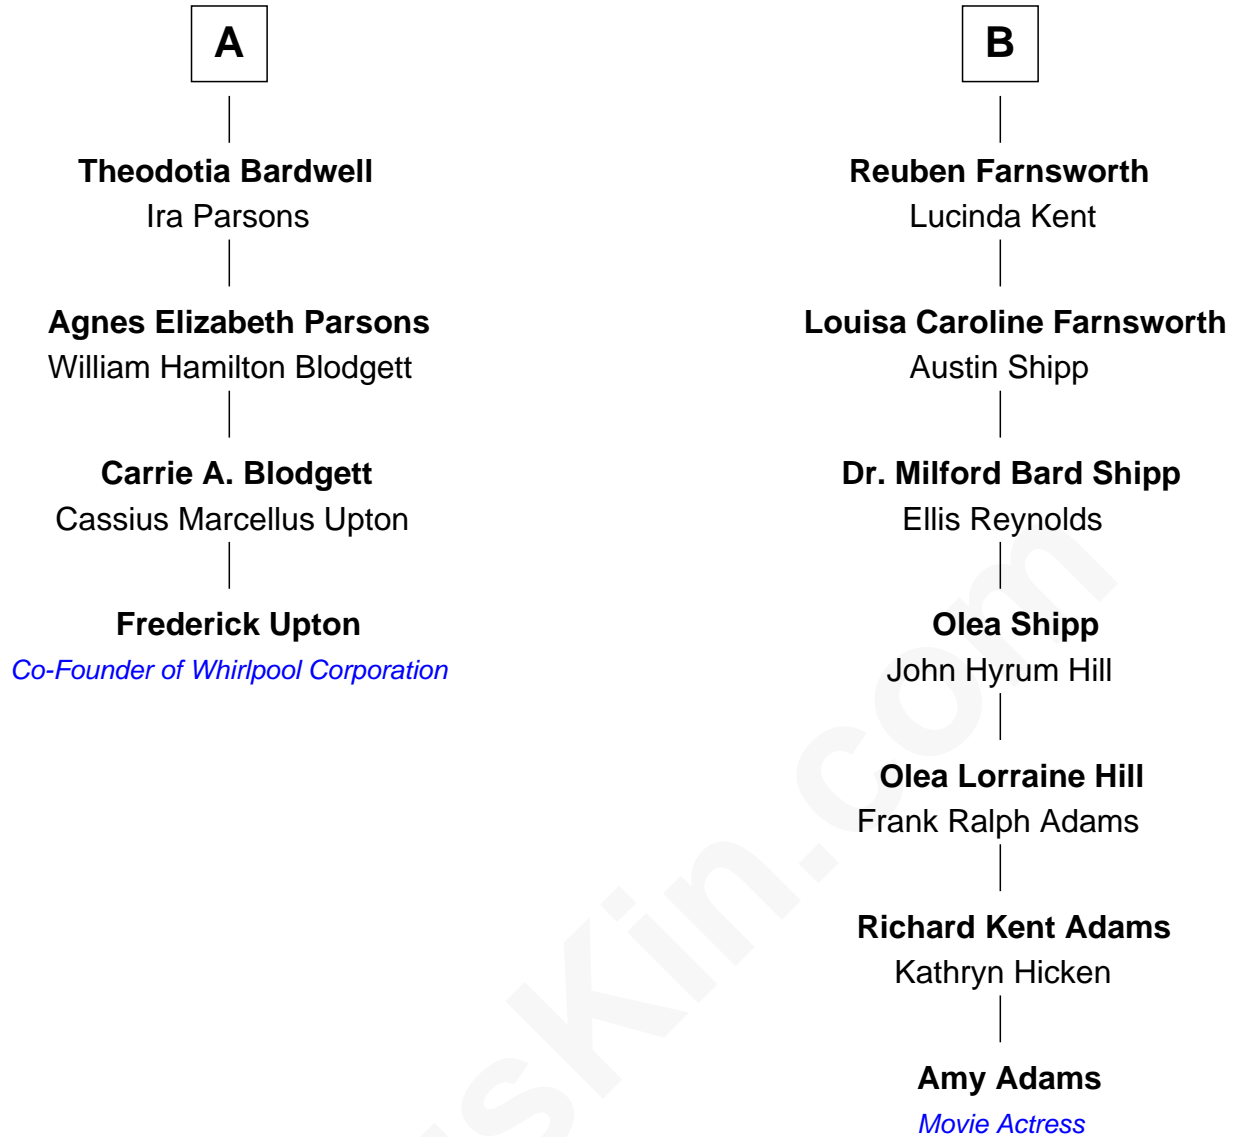 A
Theodotia Bardwell
Ira Parsons
Agnes Elizabeth Parsons
William Hamilton Blodgett
Carrie A. Blodgett
Cassius Marcellus Upton
Frederick Upton
Co-Founder of Whirlpool Corporation
B
Reuben Farnsworth
Lucinda Kent
Louisa Caroline Farnsworth
Austin Shipp
Dr. Milford Bard Shipp
Ellis Reynolds
Olea Shipp
John Hyrum Hill
Olea Lorraine Hill
Frank Ralph Adams
Richard Kent Adams
Kathryn Hicken
Amy Adams
Movie Actress
sKin.com